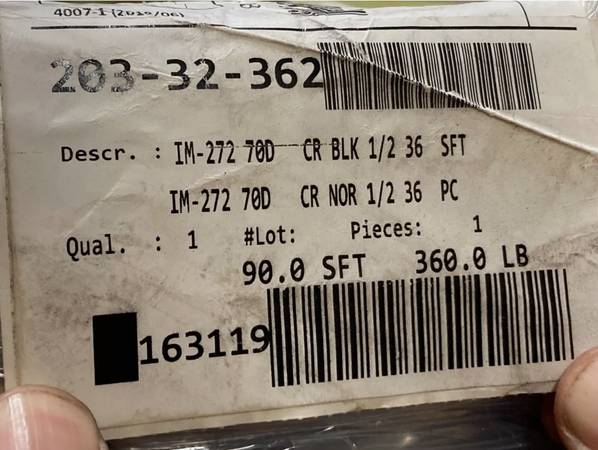 4007-1 (2019/06)
203-32-362
Descr. : IM-272 70D CR BLK 1/2 36 SFT
IM-272 70D CR NOR 1/2 36 PC
Qual. : 1 #Lot: Pieces: 1
90.0 SFT 360.0 LB
163119